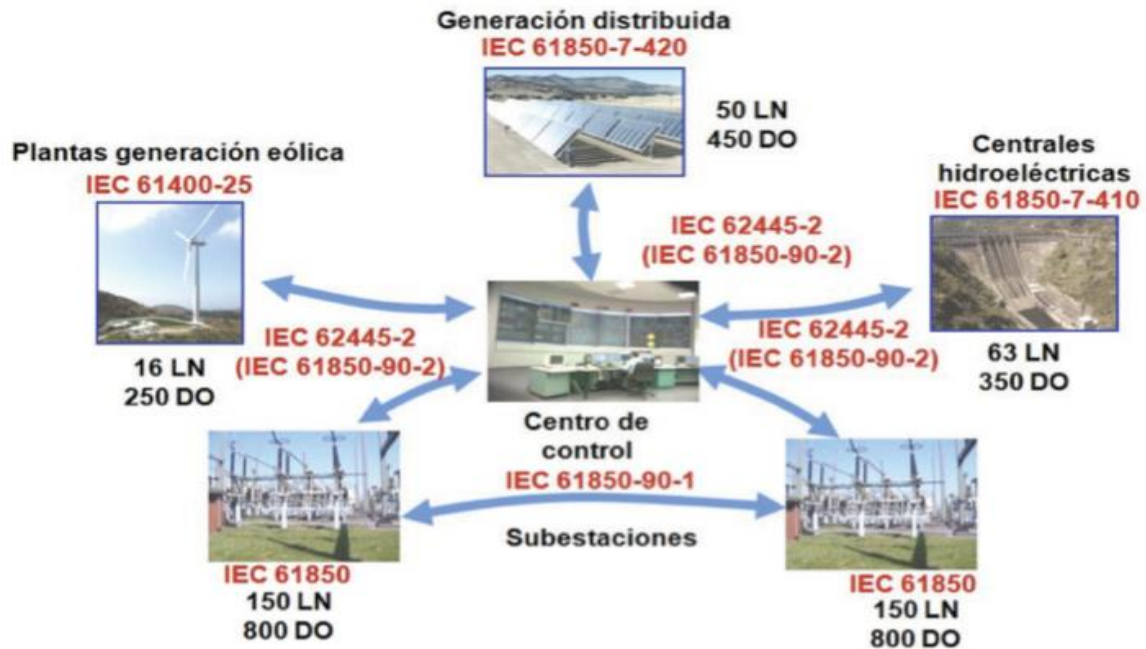 Generación distribuida
IEC 61850-7-420
50 LN
450 DO
Plantas generación eólica
IEC 61400-25
Centrales
hidroeléctricas
IEC 61850-7-410
IEC 62445-2
(IEC 61850-90-2)
IEC 62445-2
(IEC 61850-90-2)
IEC 62445-2
(IEC 61850-90-2)
16 LN
250 DO
63 LN
350 DO
Centro de
control
IEC 61850-90-1
Subestaciones
IEC 61850
150 LN
800 DO
IEC 61850
150 LN
800 DO